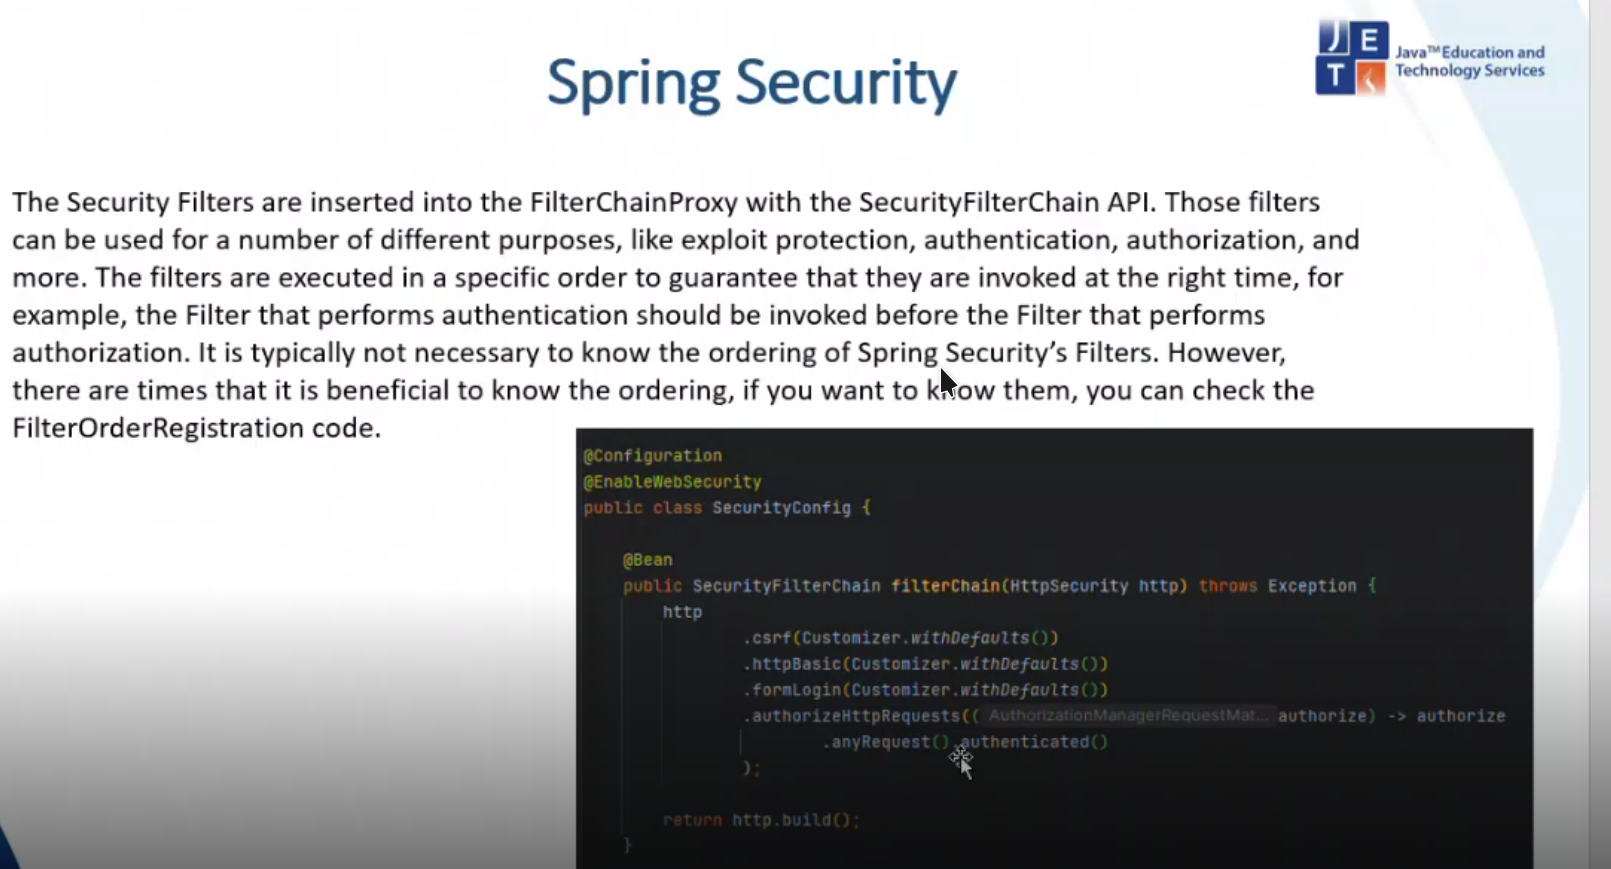 Spring Security
J E T
Java™ Education and
Technology Services
The Security Filters are inserted into the FilterChainProxy with the SecurityFilterChain API. Those filters
can be used for a number of different purposes, like exploit protection, authentication, authorization, and
more. The filters are executed in a specific order to guarantee that they are invoked at the right time, for
example, the Filter that performs authentication should be invoked before the Filter that performs
authorization. It is typically not necessary to know the ordering of Spring Security’s Filters. However,
there are times that it is beneficial to know the ordering, if you want to know them, you can check the
FilterOrderRegistration code.
@Configuration
@EnableWebSecurity
public class SecurityConfig {
@Bean
public SecurityFilterChain filterChain(HttpSecurity http) throws Exception {
http
.csrf(Customizer.withDefaults())
.httpBasic(Customizer.withDefaults())
.formLogin(Customizer.withDefaults())
.authorizeHttpRequests(( AuthorizationManagerRequestMat... authorize) -> authorize
.anyRequest().authenticated()
);
return http.build();
}